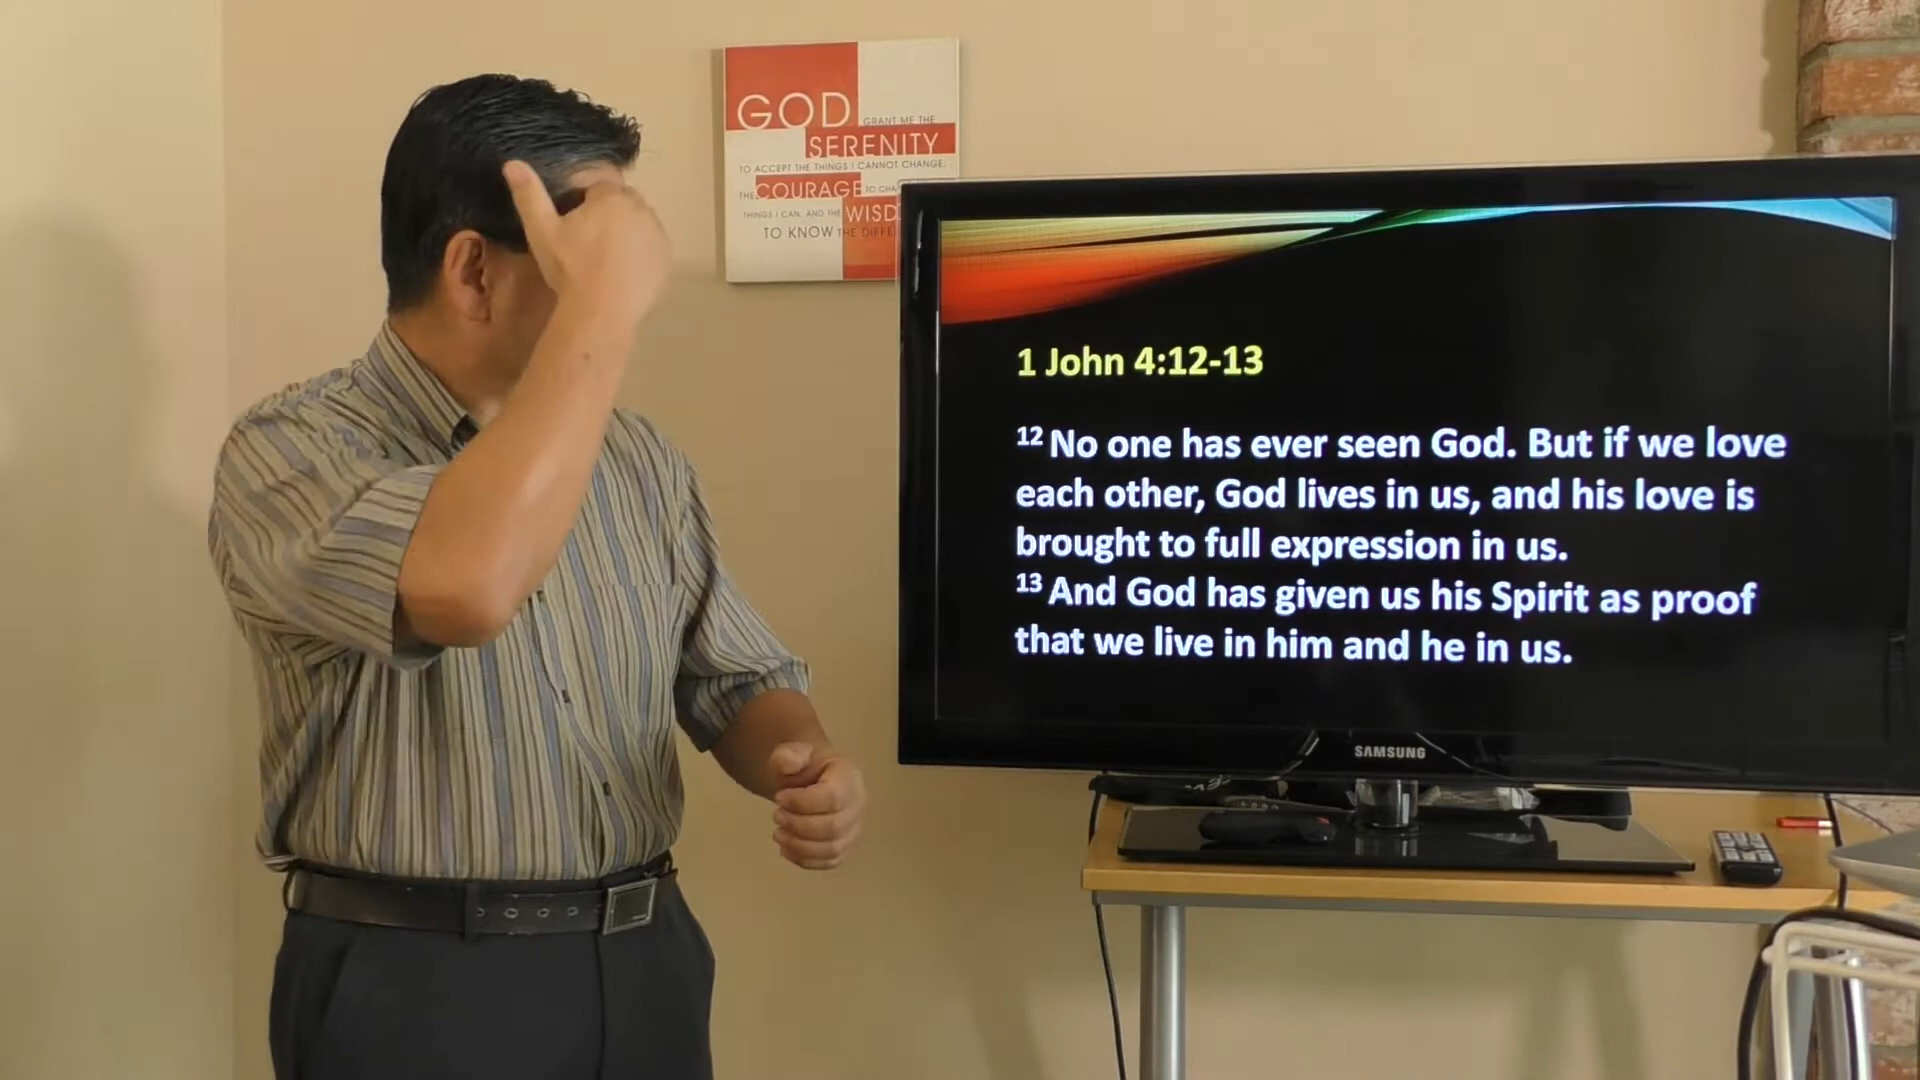 GOD GRANT ME THE
SERENITY
TO ACCEPT THE THINGS I CANNOT CHANGE;
THE COURAGE TO
THINGS I CAN, AND THE
TO KNOW THE
1 John 4:12-13
12 No one has ever seen God. But if we love
each other, God lives in us, and his love is
brought to full expression in us.
13 And God has given us his Spirit as proof
that we live in him and he in us.
SAMSUNG